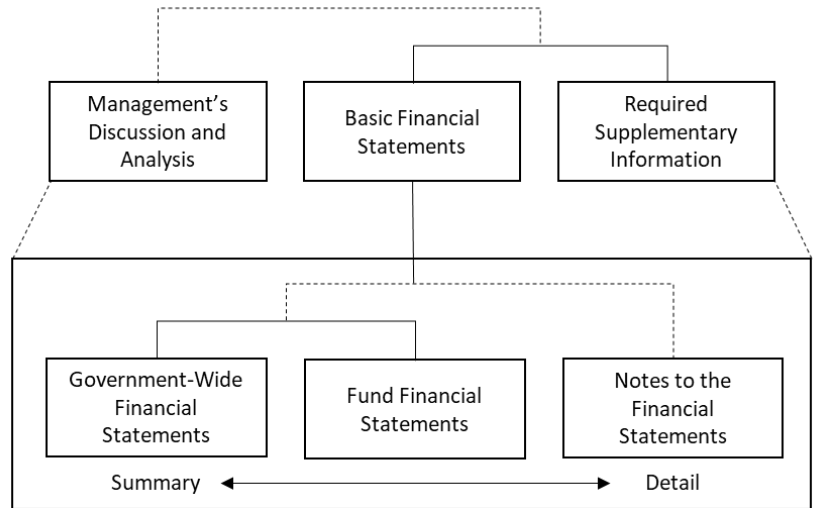 Management’s
Discussion and
Analysis
Basic Financial
Statements
Required
Supplementary
Information
Government-Wide
Financial
Statements
Fund Financial
Statements
Notes to the
Financial
Statements
Summary
Detail